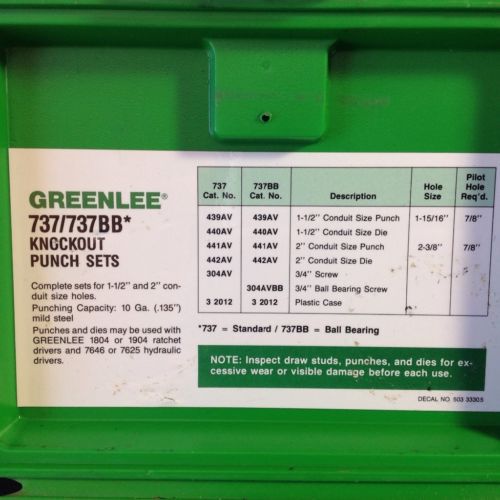 GREENLEE®
737/737BB*
KNOCKOUT
PUNCH SETS
Complete sets for 1-1/2" and 2" con-
duit size holes.
Punching Capacity: 10 Ga. (.135")
mild steel
Punches and dies may be used with
GREENLEE 1804 or 1904 ratchet
drivers and 7646 or 7625 hydraulic
drivers.
737 Cat. No. 737BB Cat. No. Description Hole Size Pilot Hole Req'd.
439AV 439AV 1-1/2" Conduit Size Punch 1-15/16" 7/8"
440AV 440AV 1-1/2" Conduit Size Die
441AV 441AV 2" Conduit Size Punch 2-3/8" 7/8"
442AV 442AV 2" Conduit Size Die
304AV 3/4" Screw
304AVBB 3/4" Ball Bearing Screw
3 2012 3 2012 Plastic Case
*737 = Standard / 737BB = Ball Bearing
NOTE: Inspect draw studs, punches, and dies for ex-
cessive wear or visible damage before each use.
DECAL NO. 503 3330.5